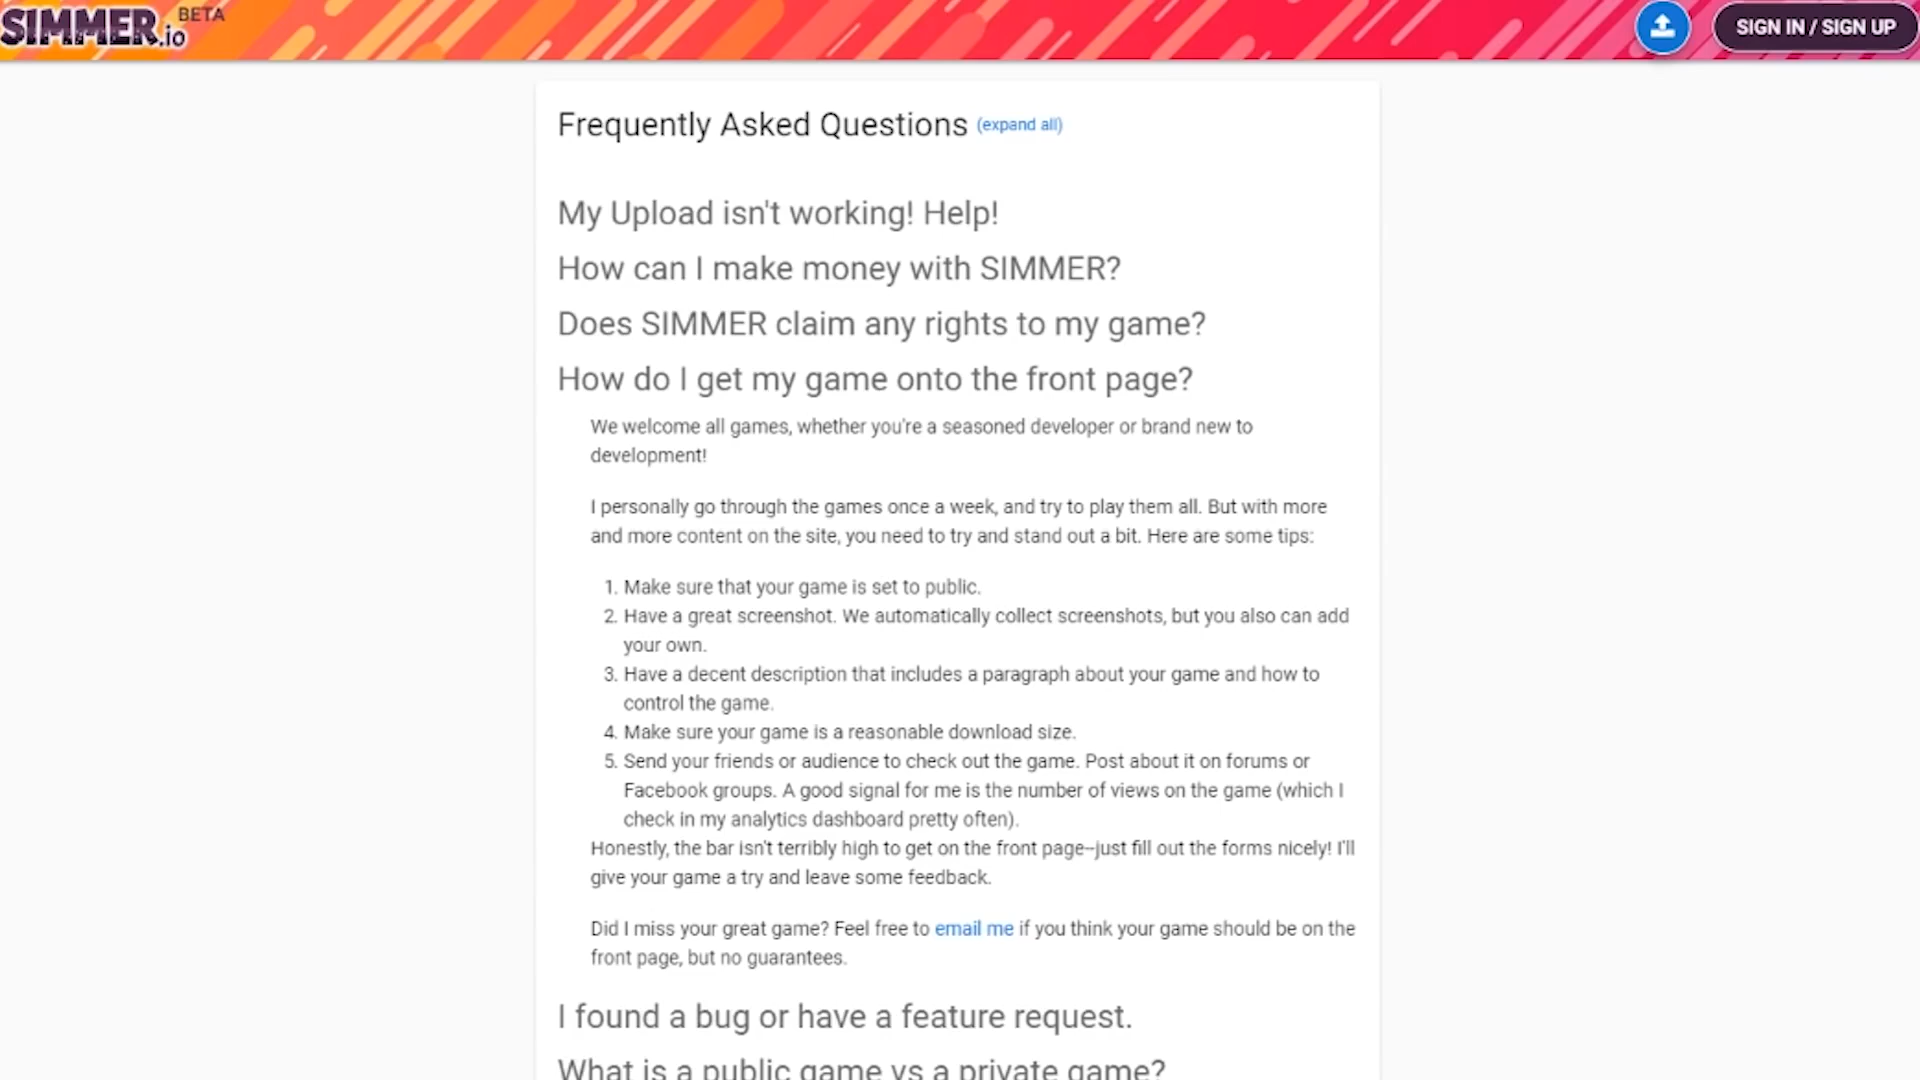 SIMMER.io BETA
SIGN IN / SIGN UP
Frequently Asked Questions (expand all)
My Upload isn't working! Help!
How can I make money with SIMMER?
Does SIMMER claim any rights to my game?
How do I get my game onto the front page?
We welcome all games, whether you're a seasoned developer or brand new to
development!
I personally go through the games once a week, and try to play them all. But with more
and more content on the site, you need to try and stand out a bit. Here are some tips:
1. Make sure that your game is set to public.
2. Have a great screenshot. We automatically collect screenshots, but you also can add
your own.
3. Have a decent description that includes a paragraph about your game and how to
control the game.
4. Make sure your game is a reasonable download size.
5. Send your friends or audience to check out the game. Post about it on forums or
Facebook groups. A good signal for me is the number of views on the game (which I
check in my analytics dashboard pretty often).
Honestly, the bar isn't terribly high to get on the front page--just fill out the forms nicely! I'll
give your game a try and leave some feedback.
Did I miss your great game? Feel free to email me if you think your game should be on the
front page, but no guarantees.
I found a bug or have a feature request.
What is a public game vs a private game?